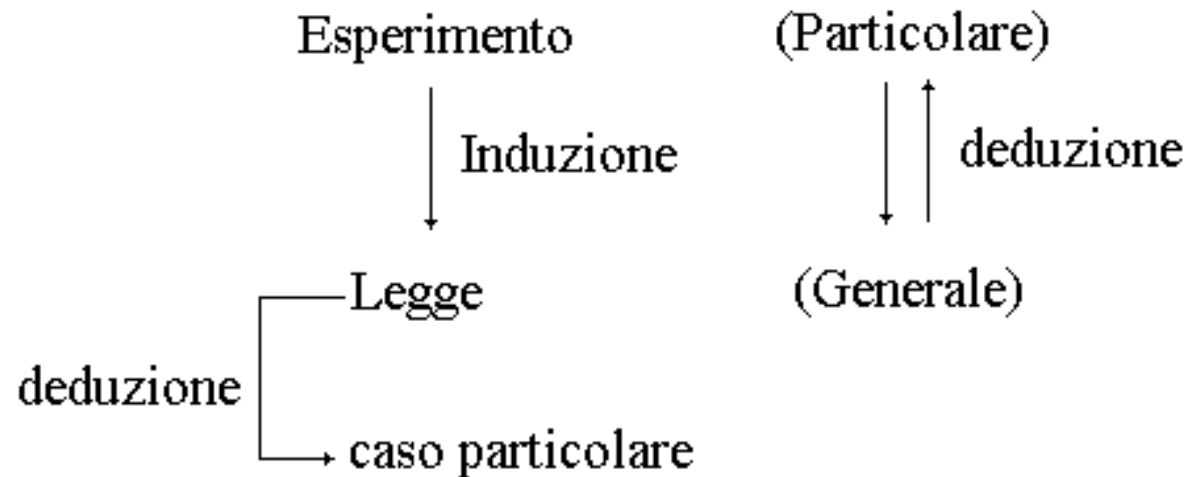 Esperimento (Particolare)
Induzione deduzione
Legge (Generale)
deduzione
caso particolare